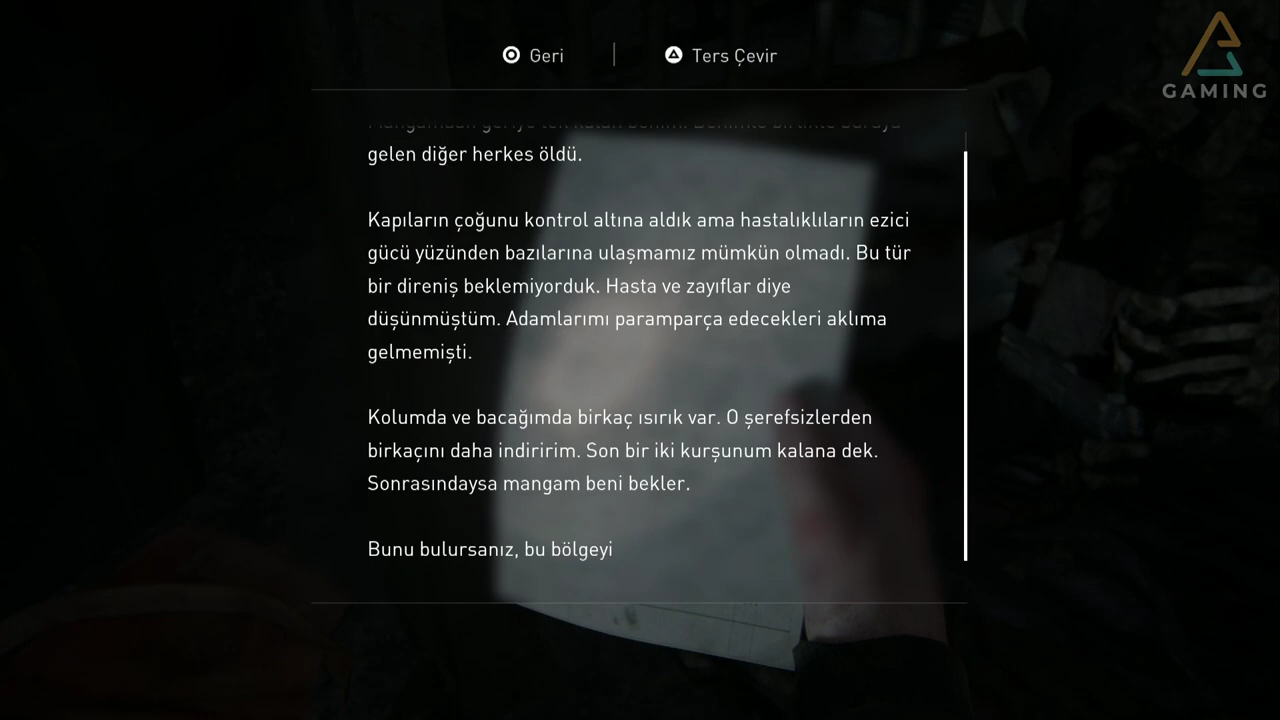 Geri
Ters Çevir
GAMING
gelen diğer herkes öldü.
Kapıların çoğunu kontrol altına aldık ama hastalıklıların ezici
gücü yüzünden bazılarına ulaşmamız mümkün olmadı. Bu tür
bir direniş beklemiyorduk. Hasta ve zayıflar diye
düşünmüştüm. Adamlarımı paramparça edecekleri aklıma
gelmemişti.
Kolumda ve bacağımda birkaç ısırık var. O şerefsizlerden
birkaçını daha indiririm. Son bir iki kurşunum kalana dek.
Sonrasındaysa mangam beni bekler.
Bunu bulursanız, bu bölgeyi